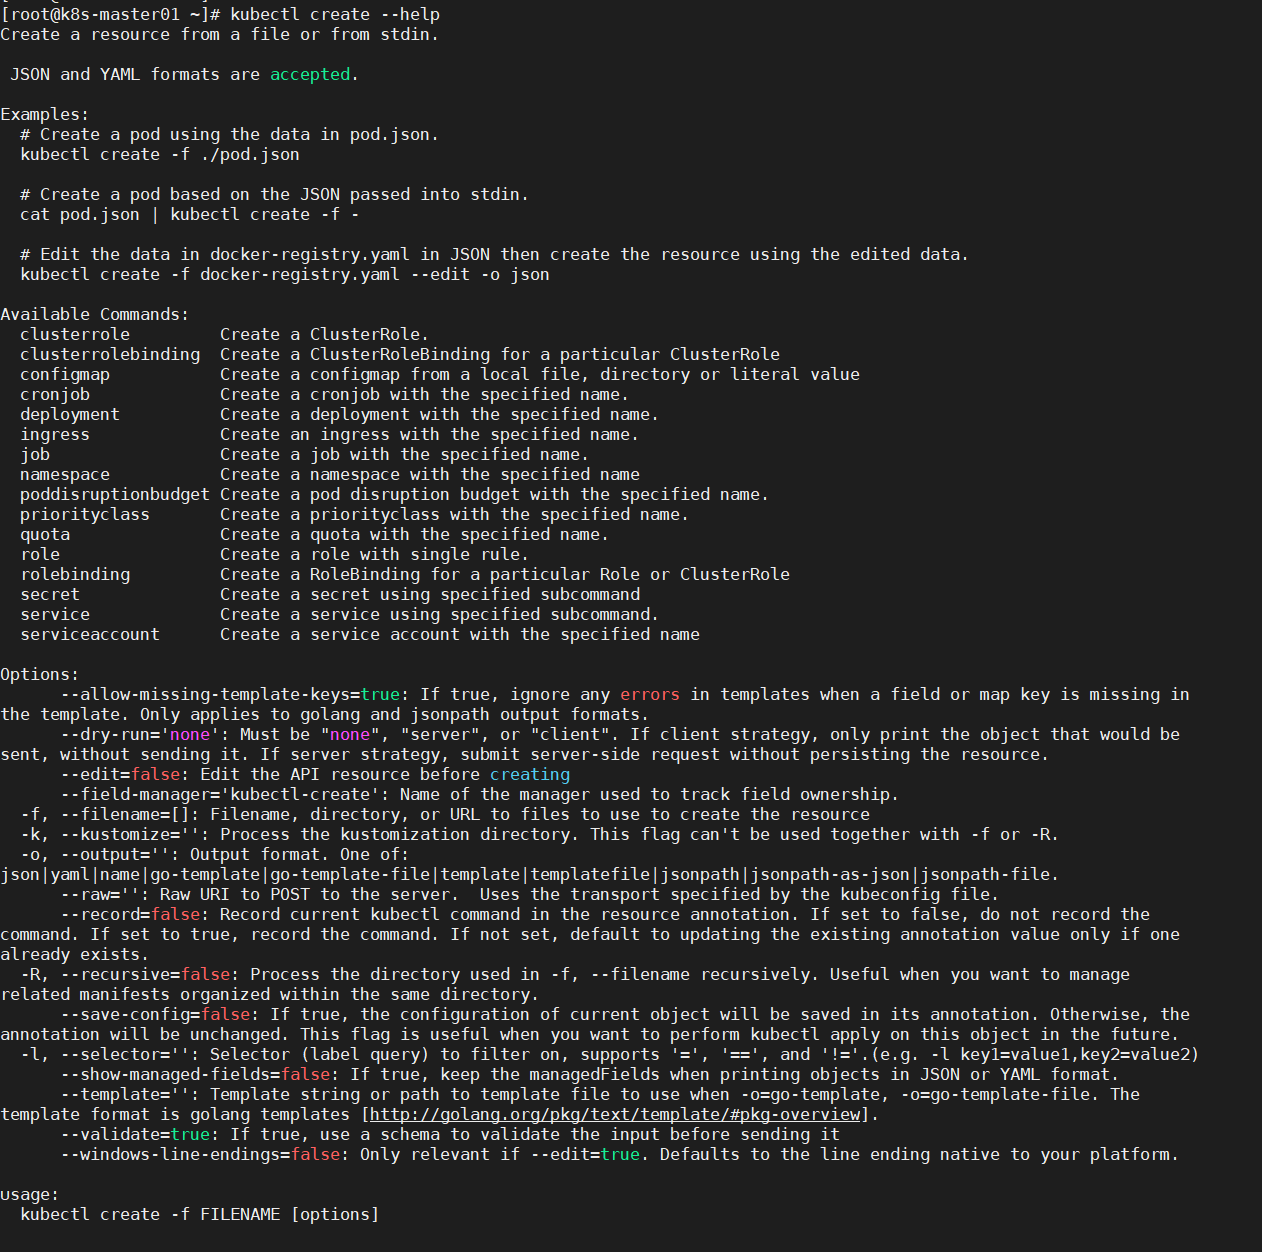 [root@k8s-master01 ~]# kubectl create --help
Create a resource from a file or from stdin.

 JSON and YAML formats are accepted.

Examples:
  # Create a pod using the data in pod.json.
  kubectl create -f ./pod.json

  # Create a pod based on the JSON passed into stdin.
  cat pod.json | kubectl create -f -

  # Edit the data in docker-registry.yaml in JSON then create the resource using the edited data.
  kubectl create -f docker-registry.yaml --edit -o json

Available Commands:
  clusterrole         Create a ClusterRole.
  clusterrolebinding  Create a ClusterRoleBinding for a particular ClusterRole
  configmap           Create a configmap from a local file, directory or literal value
  cronjob             Create a cronjob with the specified name.
  deployment          Create a deployment with the specified name.
  ingress             Create an ingress with the specified name.
  job                 Create a job with the specified name.
  namespace           Create a namespace with the specified name
  poddisruptionbudget Create a pod disruption budget with the specified name.
  priorityclass       Create a priorityclass with the specified name.
  quota               Create a quota with the specified name.
  role                Create a role with single rule.
  rolebinding         Create a RoleBinding for a particular Role or ClusterRole
  secret              Create a secret using specified subcommand
  service             Create a service using specified subcommand.
  serviceaccount      Create a service account with the specified name

Options:
      --allow-missing-template-keys=true: If true, ignore any errors in templates when a field or map key is missing in
the template. Only applies to golang and jsonpath output formats.
      --dry-run='none': Must be "none", "server", or "client". If client strategy, only print the object that would be
sent, without sending it. If server strategy, submit server-side request without persisting the resource.
      --edit=false: Edit the API resource before creating
      --field-manager='kubectl-create': Name of the manager used to track field ownership.
  -f, --filename=[]: Filename, directory, or URL to files to use to create the resource
  -k, --kustomize='': Process the kustomization directory. This flag can't be used together with -f or -R.
  -o, --output='': Output format. One of:
json|yaml|name|go-template|go-template-file|template|templatefile|jsonpath|jsonpath-as-json|jsonpath-file.
      --raw='': Raw URI to POST to the server.  Uses the transport specified by the kubeconfig file.
      --record=false: Record current kubectl command in the resource annotation. If set to false, do not record the
command. If set to true, record the command. If not set, default to updating the existing annotation value only if one
already exists.
  -R, --recursive=false: Process the directory used in -f, --filename recursively. Useful when you want to manage
related manifests organized within the same directory.
      --save-config=false: If true, the configuration of current object will be saved in its annotation. Otherwise, the
annotation will be unchanged. This flag is useful when you want to perform kubectl apply on this object in the future.
  -l, --selector='': Selector (label query) to filter on, supports '=', '==', and '!='.(e.g. -l key1=value1,key2=value2)
      --show-managed-fields=false: If true, keep the managedFields when printing objects in JSON or YAML format.
      --template='': Template string or path to template file to use when -o=go-template, -o=go-template-file. The
template format is golang templates [http://golang.org/pkg/text/template/#pkg-overview].
      --validate=true: If true, use a schema to validate the input before sending it
      --windows-line-endings=false: Only relevant if --edit=true. Defaults to the line ending native to your platform.

Usage:
  kubectl create -f FILENAME [options]